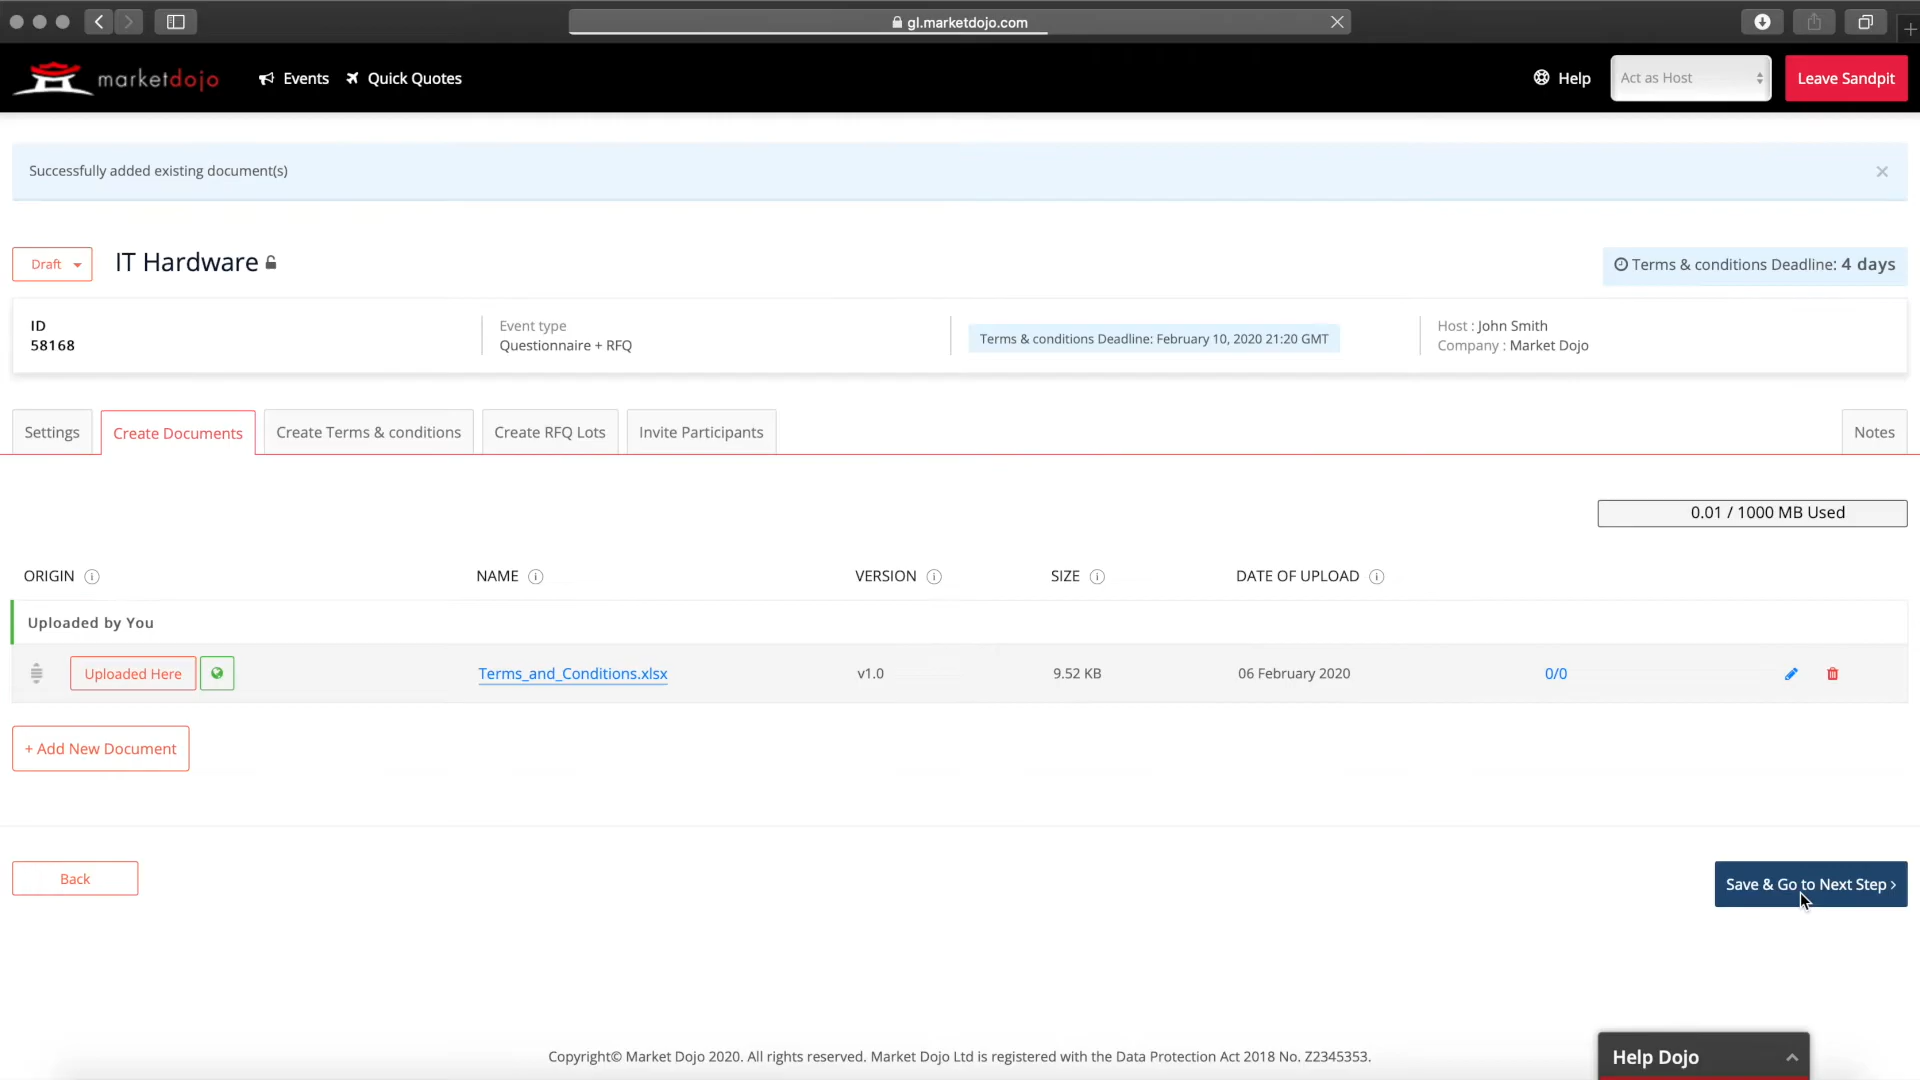 gl.marketdojo.com
marketdojo
Events
Quick Quotes
Help
Act as Host
Leave Sandpit
Successfully added existing document(s)
Draft
IT Hardware
Terms & conditions Deadline: 4 days
ID
58168
Event type
Questionnaire + RFQ
Terms & conditions Deadline: February 10, 2020 21:20 GMT
Host : John Smith
Company : Market Dojo
Settings
Create Documents
Create Terms & conditions
Create RFQ Lots
Invite Participants
Notes
0.01 / 1000 MB Used
ORIGIN
NAME
VERSION
SIZE
DATE OF UPLOAD
Uploaded by You
Uploaded Here
Terms_and_Conditions.xlsx
v1.0
9.52 KB
06 February 2020
0/0
+ Add New Document
Back
Save & Go to Next Step ›
Copyright© Market Dojo 2020. All rights reserved. Market Dojo Ltd is registered with the Data Protection Act 2018 No. Z2345353.
Help Dojo